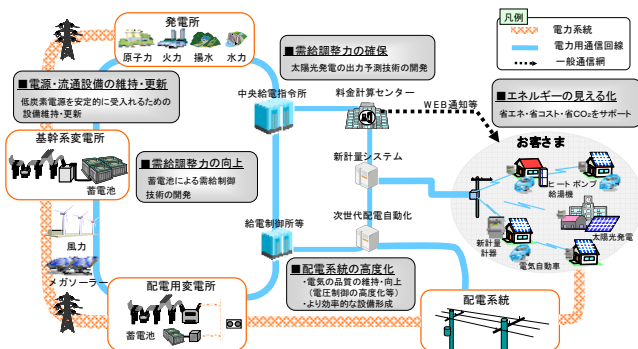 発電所
原子力 火力 揚水 水力
凡例
電力系統
電力用通信回線
一般通信網
■需給調整力の確保
太陽光発電の出力予測技術の開発
■電源・流通設備の維持・更新
低炭素電源を安定的に受入れるための
設備維持・更新
中央給電指令所
料金計算センター
WEB通知等
■エネルギーの見える化
省エネ・省コスト・省CO₂をサポート
基幹系変電所
蓄電池
■需給調整力の向上
蓄電池による需給制御
技術の開発
新計量システム
お客さま
ヒートポンプ
給湯機
太陽光発電
新計量
計器
電気自動車
風力
メガソーラー
給電制御所等
次世代配電自動化
■配電系統の高度化
・電気の品質の維持・向上
（電圧制御の高度化等）
・より効率的な設備形成
配電用変電所
蓄電池
配電系統